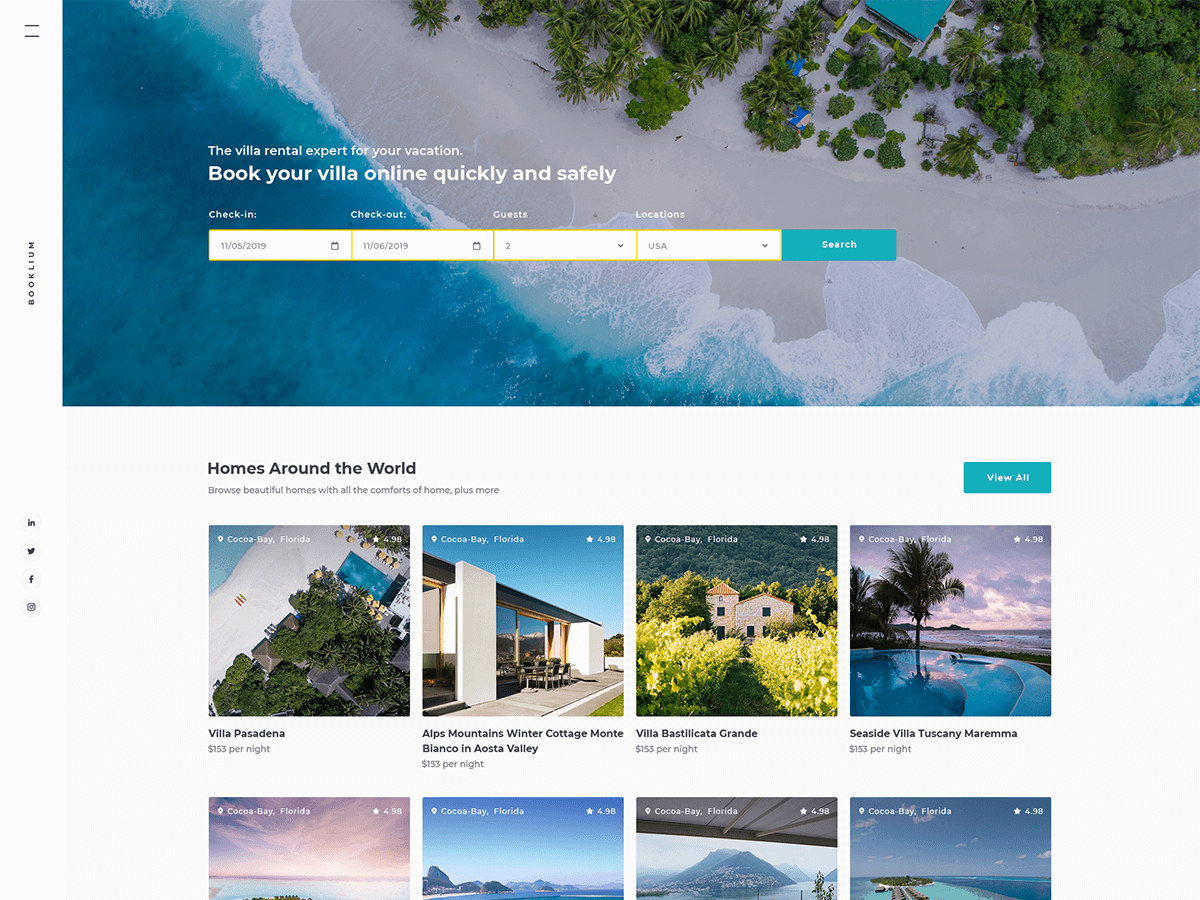 The villa rental expert for your vacation.
Book your villa online quickly and safely
Check-in: Check-out: Guests Locations
11/05/2019 11/06/2019 2 USA Search
BOOKLIUM
Homes Around the World
Browse beautiful homes with all the comforts of home, plus more
View All
in
Cocoa-Bay, Florida 4.98
Cocoa-Bay, Florida 4.98
Cocoa-Bay, Florida 4.98
Cocoa-Bay, Florida 4.98
Villa Pasadena
$153 per night
Alps Mountains Winter Cottage Monte
Bianco in Aosta Valley
$153 per night
Villa Bastilicata Grande
$153 per night
Seaside Villa Tuscany Maremma
$153 per night
Cocoa-Bay, Florida 4.98
Cocoa-Bay, Florida 4.98
Cocoa-Bay, Florida 4.98
Cocoa-Bay, Florida 4.98